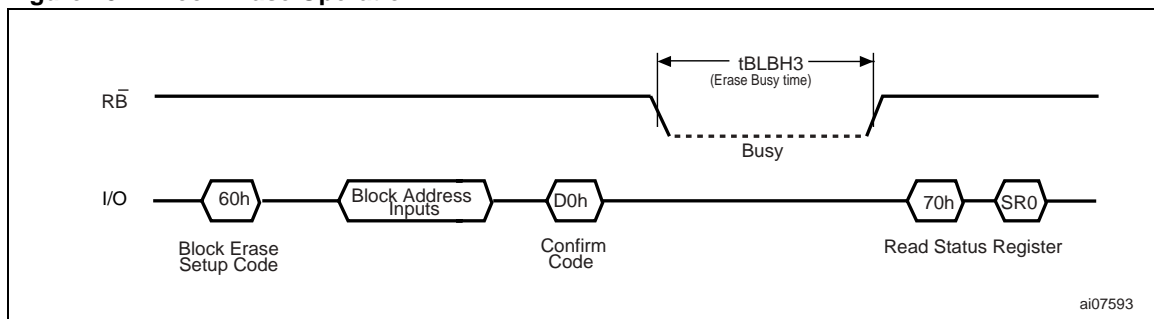 tBLBH3
(Erase Busy time)
RB̅
Busy
I/O
60h
Block Address
Inputs
D0h
70h
SR0
Block Erase
Setup Code
Confirm
Code
Read Status Register
ai07593